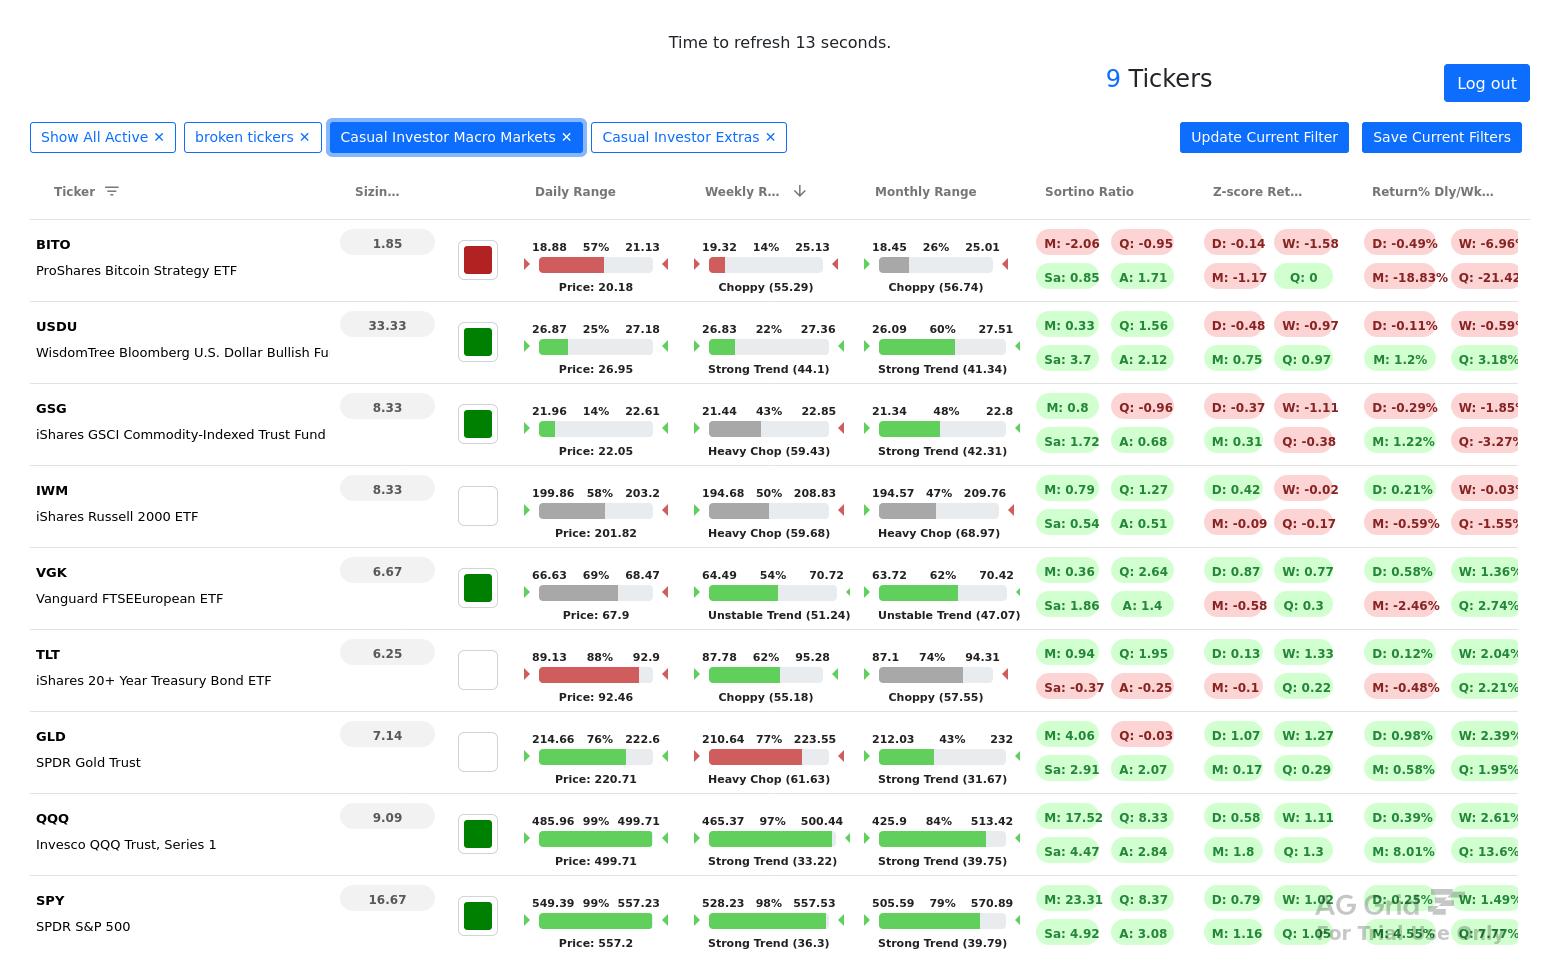 Time to refresh 13 seconds.
9 Tickers
Log out
Show All Active ✕ broken tickers ✕ Casual Investor Macro Markets ✕ Casual Investor Extras ✕ Update Current Filter Save Current Filters
Ticker Sizin... Daily Range Weekly R... Monthly Range Sortino Ratio Z-score Ret... Return% Dly/Wk...
BITO 1.85 18.88 57% 21.13 19.32 14% 25.13 18.45 26% 25.01 M: -2.06 Q: -0.95 D: -0.14 W: -1.58 D: -0.49% W: -6.96%
ProShares Bitcoin Strategy ETF Sa: 0.85 A: 1.71 M: -1.17 Q: 0 M: -18.83% Q: -21.42
Price: 20.18 Choppy (55.29) Choppy (56.74)
USDU 33.33 26.87 25% 27.18 26.83 22% 27.36 26.09 60% 27.51 M: 0.33 Q: 1.56 D: -0.48 W: -0.97 D: -0.11% W: -0.59%
WisdomTree Bloomberg U.S. Dollar Bullish Fu Sa: 3.7 A: 2.12 M: 0.75 Q: 0.97 M: 1.2% Q: 3.18%
Price: 26.95 Strong Trend (44.1) Strong Trend (41.34)
GSG 8.33 21.96 14% 22.61 21.44 43% 22.85 21.34 48% 22.8 M: 0.8 Q: -0.96 D: -0.37 W: -1.11 D: -0.29% W: -1.85%
iShares GSCI Commodity-Indexed Trust Fund Sa: 1.72 A: 0.68 M: 0.31 Q: -0.38 M: 1.22% Q: -3.27%
Price: 22.05 Heavy Chop (59.43) Strong Trend (42.31)
IWM 8.33 199.86 58% 203.2 194.68 50% 208.83 194.57 47% 209.76 M: 0.79 Q: 1.27 D: 0.42 W: -0.02 D: 0.21% W: -0.03%
iShares Russell 2000 ETF Sa: 0.54 A: 0.51 M: -0.09 Q: -0.17 M: -0.59% Q: -1.55%
Price: 201.82 Heavy Chop (59.68) Heavy Chop (68.97)
VGK 6.67 66.63 69% 68.47 64.49 54% 70.72 63.72 62% 70.42 M: 0.36 Q: 2.64 D: 0.87 W: 0.77 D: 0.58% W: 1.36%
Vanguard FTSEEuropean ETF Sa: 1.86 A: 1.4 M: -0.58 Q: 0.3 M: -2.46% Q: 2.74%
Price: 67.9 Unstable Trend (51.24) Unstable Trend (47.07)
TLT 6.25 89.13 88% 92.9 87.78 62% 95.28 87.1 74% 94.31 M: 0.94 Q: 1.95 D: 0.13 W: 1.33 D: 0.12% W: 2.04%
iShares 20+ Year Treasury Bond ETF Sa: -0.37 A: -0.25 M: -0.1 Q: 0.22 M: -0.48% Q: 2.21%
Price: 92.46 Choppy (55.18) Choppy (57.55)
GLD 7.14 214.66 76% 222.6 210.64 77% 223.55 212.03 43% 232 M: 4.06 Q: -0.03 D: 1.07 W: 1.27 D: 0.98% W: 2.39%
SPDR Gold Trust Sa: 2.91 A: 2.07 M: 0.17 Q: 0.29 M: 0.58% Q: 1.95%
Price: 220.71 Heavy Chop (61.63) Strong Trend (31.67)
QQQ 9.09 485.96 99% 499.71 465.37 97% 500.44 425.9 84% 513.42 M: 17.52 Q: 8.33 D: 0.58 W: 1.11 D: 0.39% W: 2.61%
Invesco QQQ Trust, Series 1 Sa: 4.47 A: 2.84 M: 1.8 Q: 1.3 M: 8.01% Q: 13.6%
Price: 499.71 Strong Trend (33.22) Strong Trend (39.75)
SPY 16.67 549.39 99% 557.23 528.23 98% 557.53 505.59 79% 570.89 M: 23.31 Q: 8.37 D: 0.79 W: 1.02 D: 0.25% W: 1.49%
AG Grid
SPDR S&P 500 Sa: 4.92 A: 3.08 M: 1.16 Q: 1.05 M: 4.55% Q: 7.77%
For Trial Use Only
Price: 557.2 Strong Trend (36.3) Strong Trend (39.79)